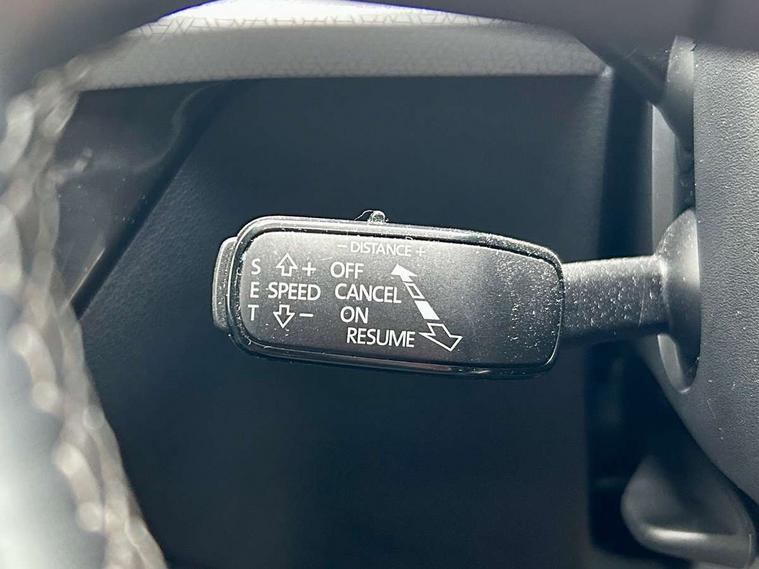 − DISTANCE +
S + OFF
E SPEED CANCEL
T − ON
RESUME